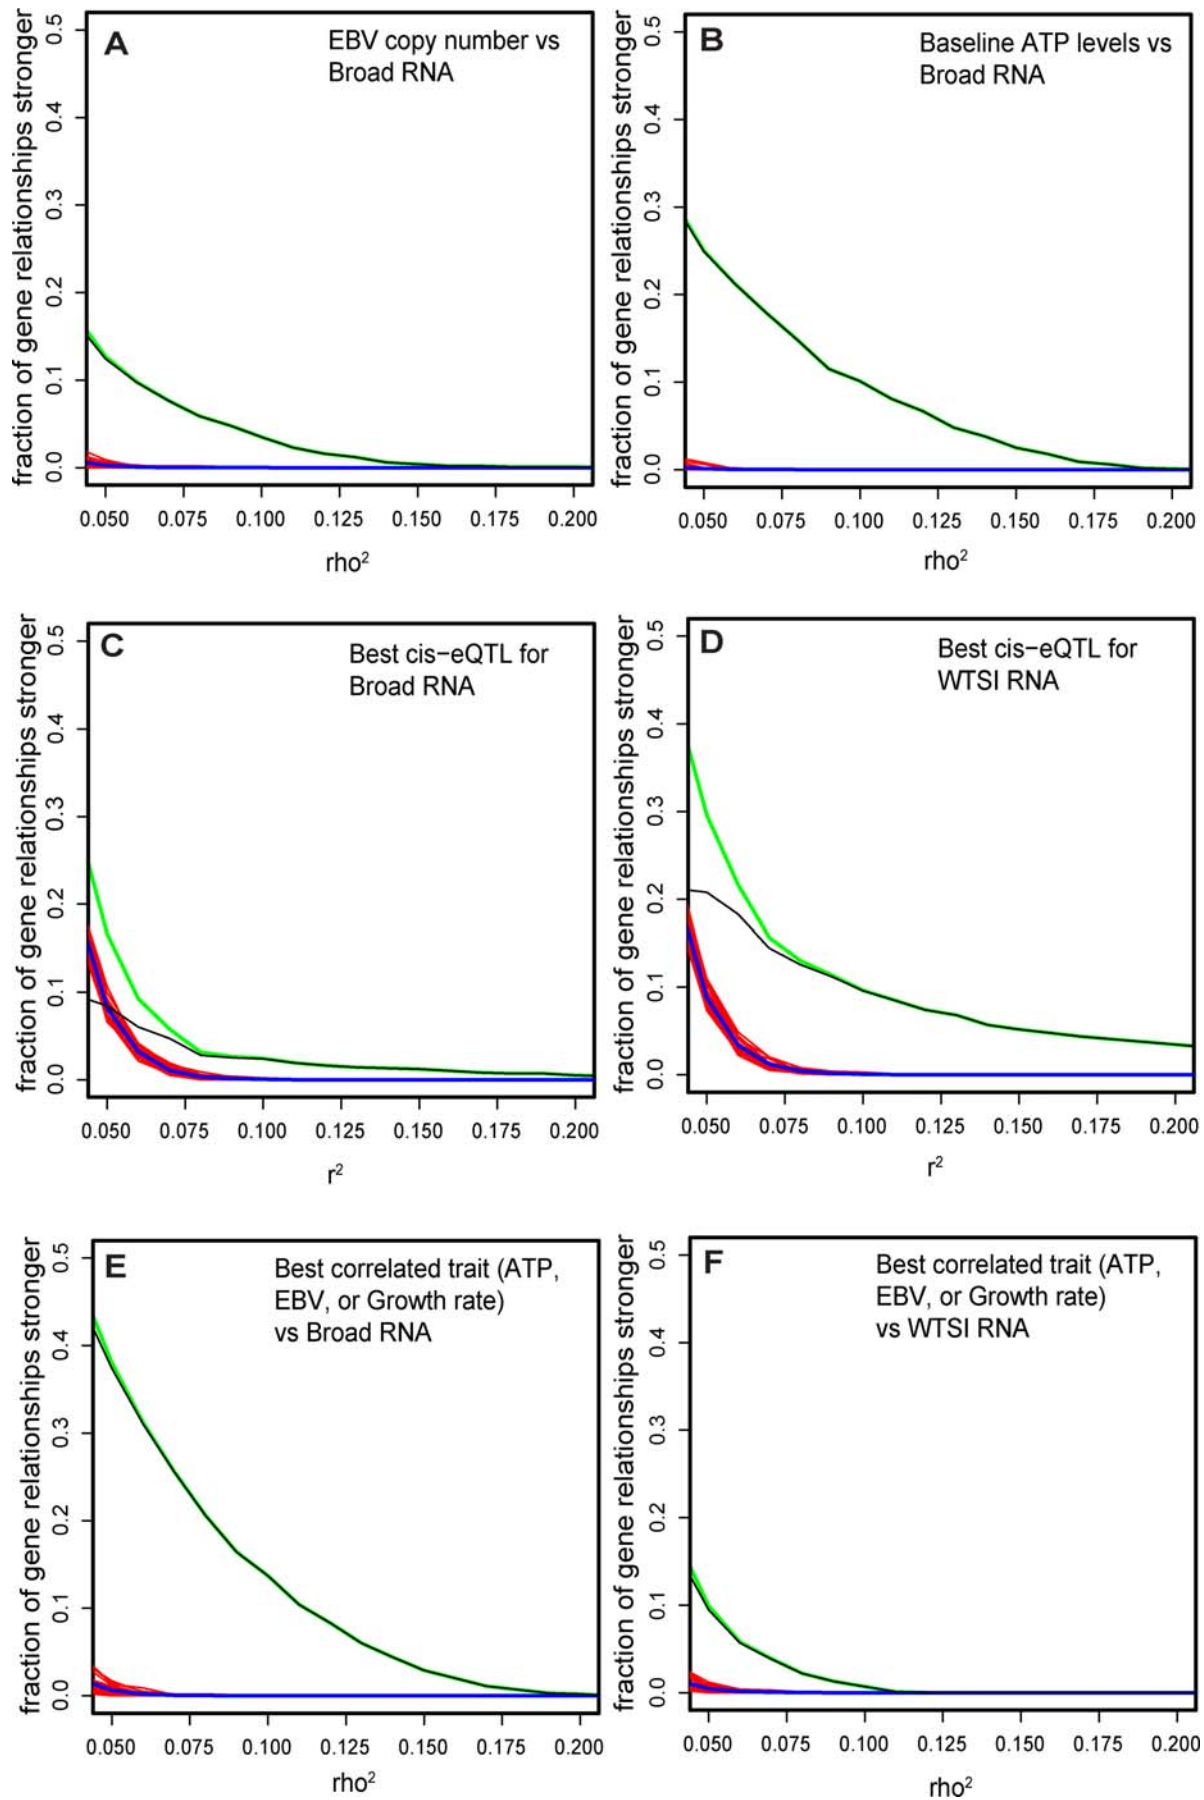 A
EBV copy number vs
Broad RNA
fraction of gene relationships stronger
0.0 0.1 0.2 0.3 0.4 0.5
0.050 0.075 0.100 0.125 0.150 0.175 0.200
rho²
B
Baseline ATP levels vs
Broad RNA
fraction of gene relationships stronger
0.0 0.1 0.2 0.3 0.4 0.5
0.050 0.075 0.100 0.125 0.150 0.175 0.200
rho²
C
Best cis−eQTL for
Broad RNA
fraction of gene relationships stronger
0.0 0.1 0.2 0.3 0.4 0.5
0.050 0.075 0.100 0.125 0.150 0.175 0.200
r²
D
Best cis−eQTL for
WTSI RNA
fraction of gene relationships stronger
0.0 0.1 0.2 0.3 0.4 0.5
0.050 0.075 0.100 0.125 0.150 0.175 0.200
r²
E
Best correlated trait (ATP,
EBV, or Growth rate)
vs Broad RNA
fraction of gene relationships stronger
0.0 0.1 0.2 0.3 0.4 0.5
0.050 0.075 0.100 0.125 0.150 0.175 0.200
rho²
F
Best correlated trait (ATP,
EBV, or Growth rate)
vs WTSI RNA
fraction of gene relationships stronger
0.0 0.1 0.2 0.3 0.4 0.5
0.050 0.075 0.100 0.125 0.150 0.175 0.200
rho²